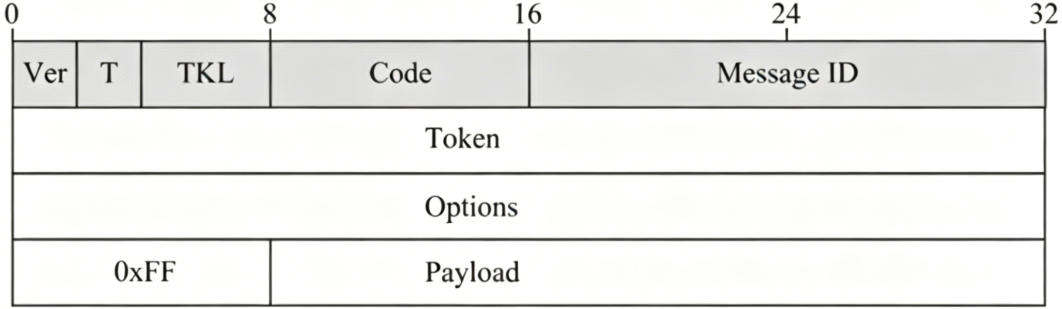 0 8 16 24 32
Ver T TKL Code Message ID
Token
Options
0xFF Payload